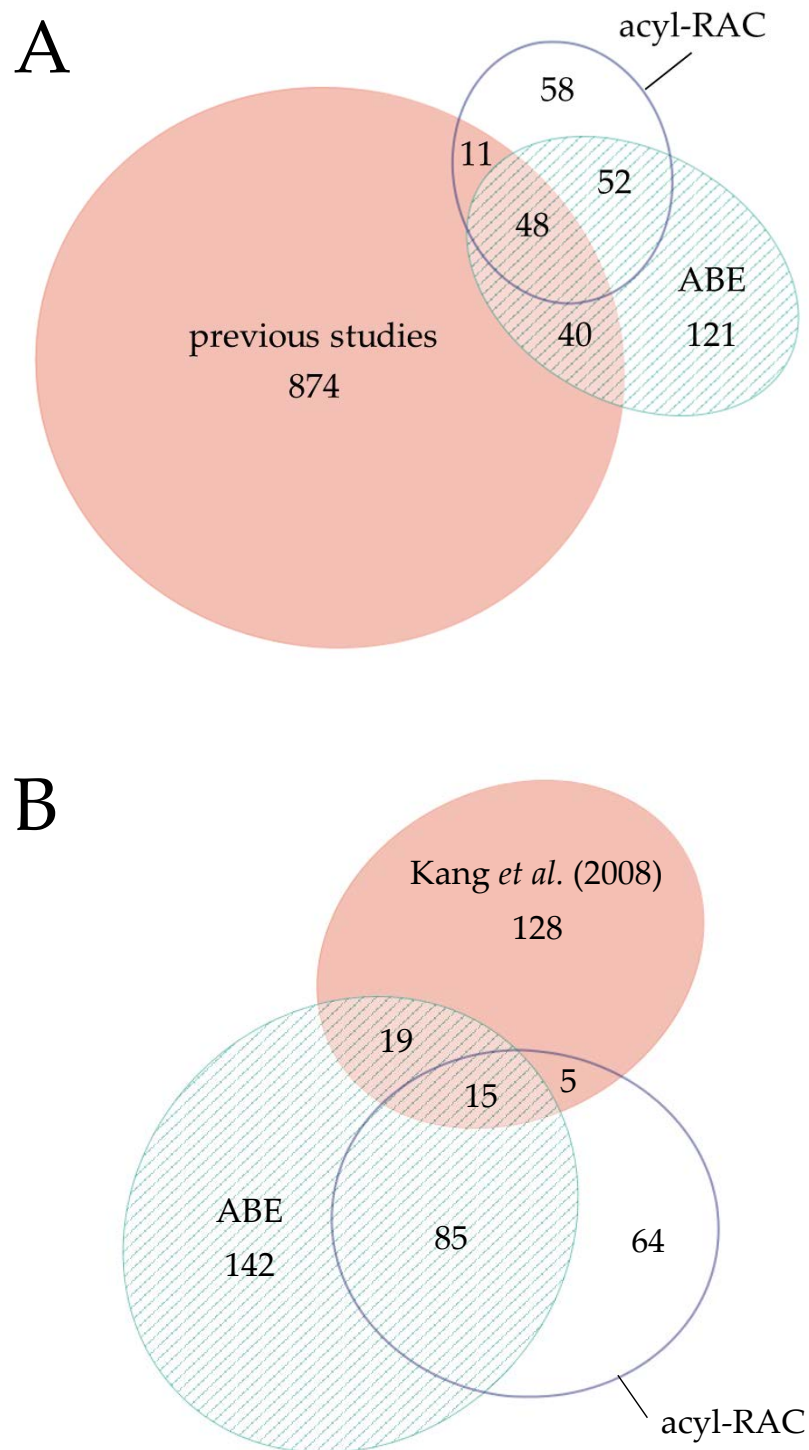 A
acyl-RAC
58
11
52
48
ABE
121
40
previous studies
874
B
Kang et al. (2008)
128
19
5
15
ABE
142
85
64
acyl-RAC